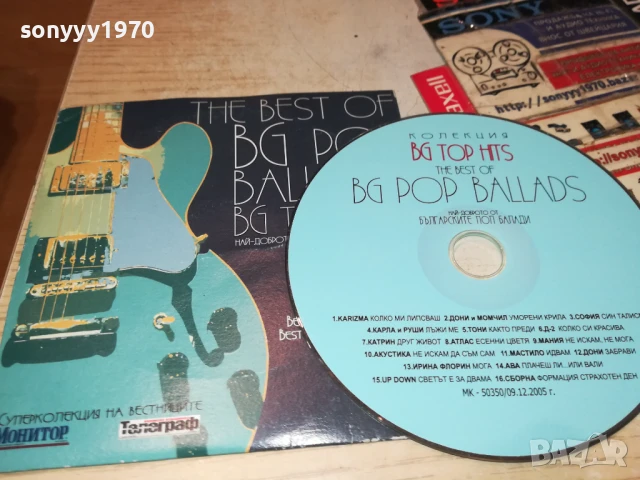 sonyyy1970
THE BEST OF
BG PO
BALL
BG T
НАЙ-ДОБРОТО
BEST
СУПЕРКОЛЕКЦИЯ НА ВЕСТНИЦИТЕ
Монитор
Телеграф
SONY
maxe
http://sonyyy1970.baza
КОЛЕКЦИЯ
BG TOP HITS
THE BEST OF
BG POP BALLADS
НАЙ-ДОБРОТО ОТ
БЪЛГАРСКИТЕ ПОП БАЛАДИ
1.KARIZMA КОЛКО МИ ЛИПСВАШ 2.ДОНИ и МОМЧИЛ УМОРЕНИ КРИЛА 3.СОФИЯ СИН ТАЛИСМ
4.КАРЛА и РУШИ ЛЪЖИ МЕ 5.ТОНИ КАКТО ПРЕДИ 6.Д-2 КОЛКО СИ КРАСИВА
7.КАТРИН ДРУГ ЖИВОТ 8.АТЛАС ЕСЕННИ ЦВЕТЯ 9.МАНИЯ НЕ ИСКАМ, НЕ МОГА
10.АКУСТИКА НЕ ИСКАМ ДА СЪМ САМ 11.МАСТИЛО ИДВАМ 12.ДОНИ ЗАБРАВИ
13.ИРИНА ФЛОРИН МОГА 14.АВА ПЛАЧЕШ ЛИ...ИЛИ ВАЛИ
15.UP DOWN СВЕТЪТ Е ЗА ДВАМА 16.СБОРНА ФОРМАЦИЯ СТРАХОТЕН ДЕН
МК - 50350/09.12.2005 г.
BAZAR